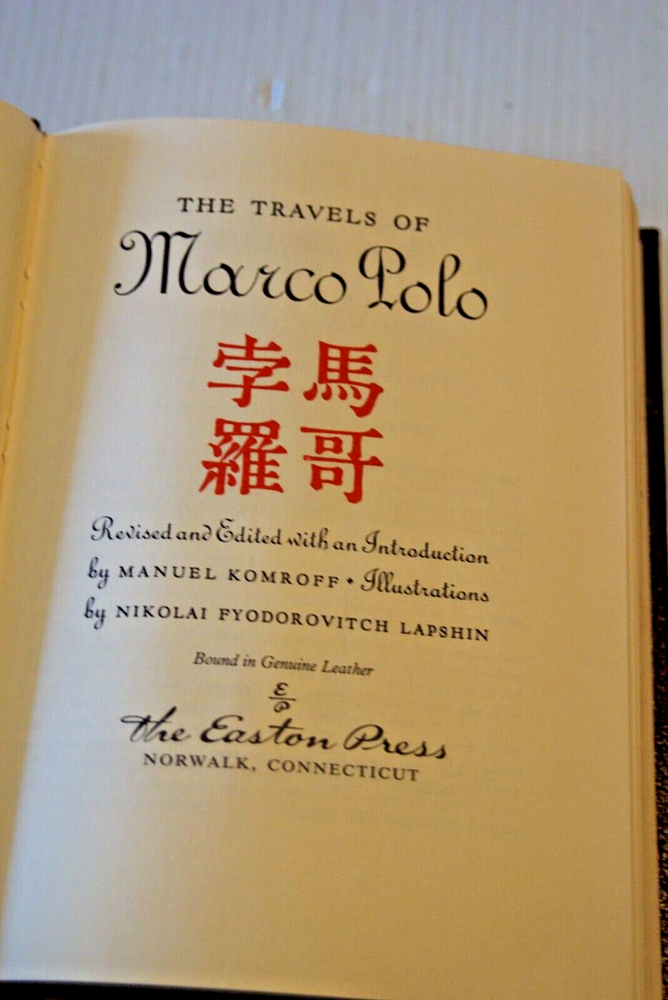 THE TRAVELS OF
Marco Polo
孛馬
羅哥
Revised and Edited with an Introduction
by MANUEL KOMROFF • Illustrations
by NIKOLAI FYODOROVITCH LAPSHIN
Bound in Genuine Leather
E
P
the Easton Press
NORWALK, CONNECTICUT